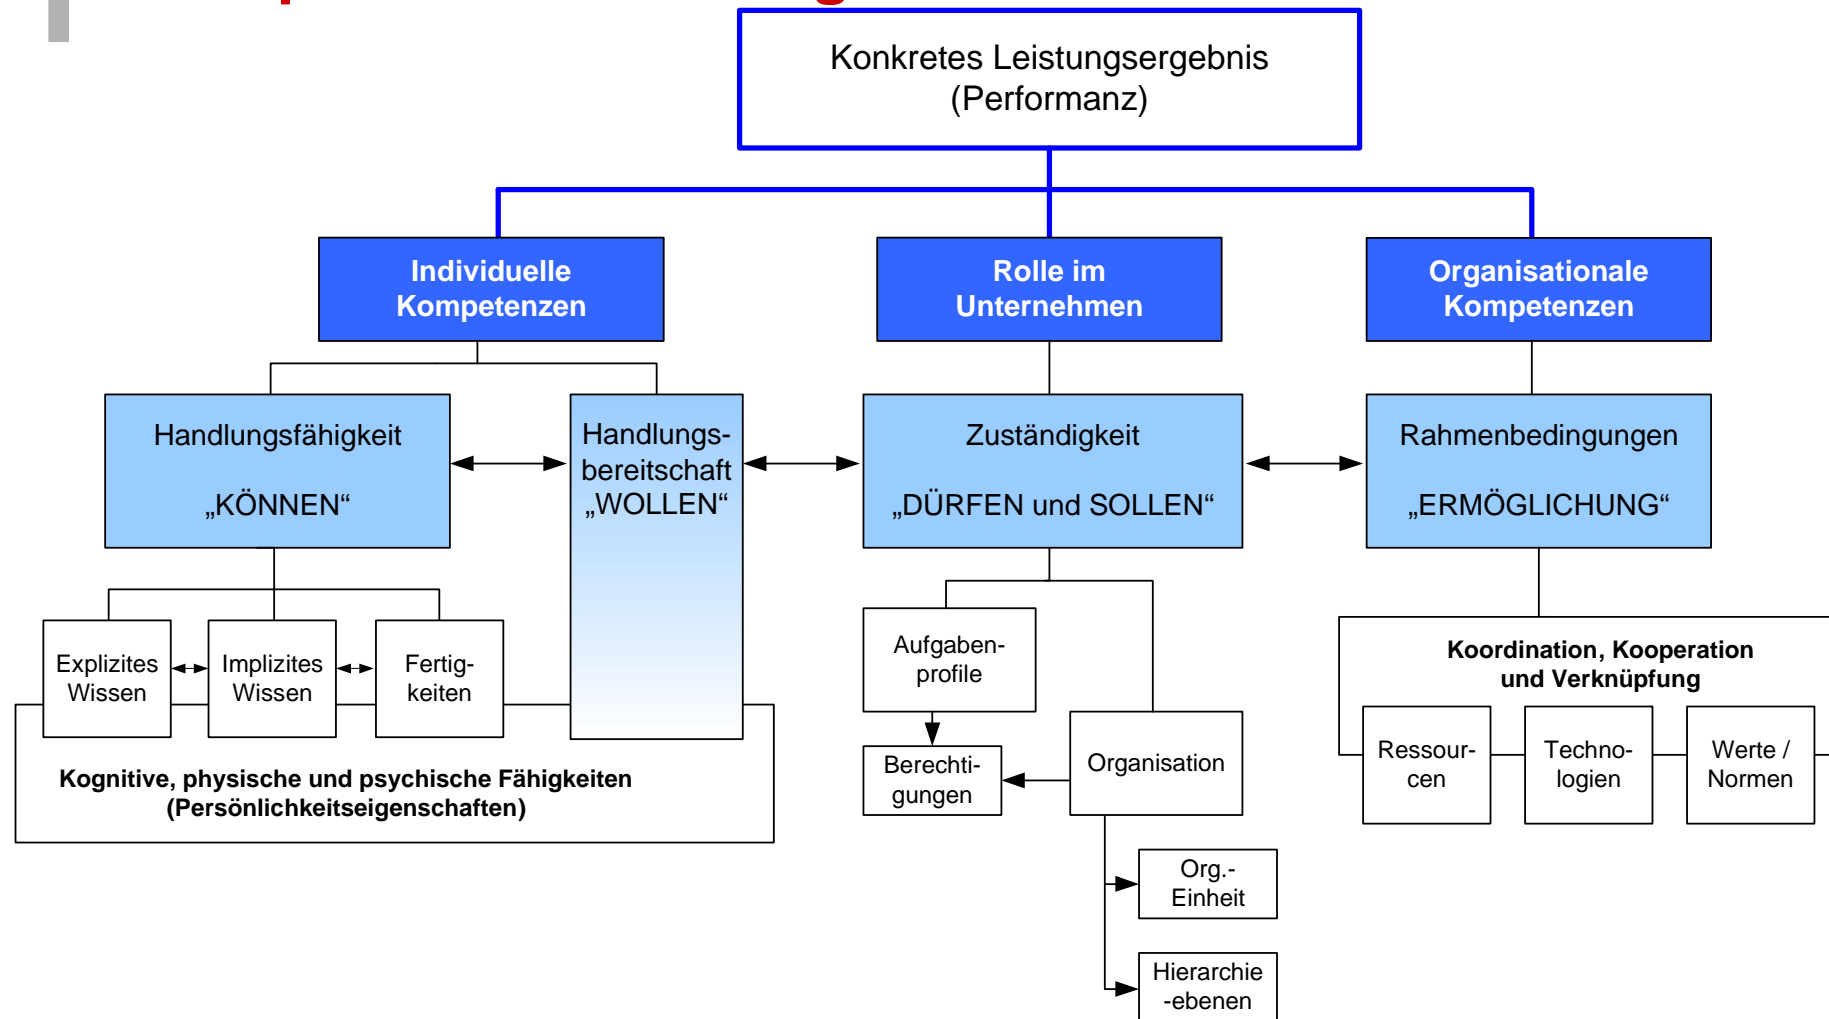 Konkretes Leistungsergebnis
(Performanz)
Individuelle
Kompetenzen
Rolle im
Unternehmen
Organisationale
Kompetenzen
Handlungsfähigkeit
„KÖNNEN“
Handlungs-
bereitschaft
„WOLLEN“
Zuständigkeit
„DÜRFEN und SOLLEN“
Rahmenbedingungen
„ERMÖGLICHUNG“
Explizites
Wissen
Implizites
Wissen
Fertig-
keiten
Kognitive, physische und psychische Fähigkeiten
(Persönlichkeitseigenschaften)
Aufgaben-
profile
Berechti-
gungen
Organisation
Org.-
Einheit
Hierarchie
-ebenen
Koordination, Kooperation
und Verknüpfung
Ressour-
cen
Techno-
logien
Werte /
Normen